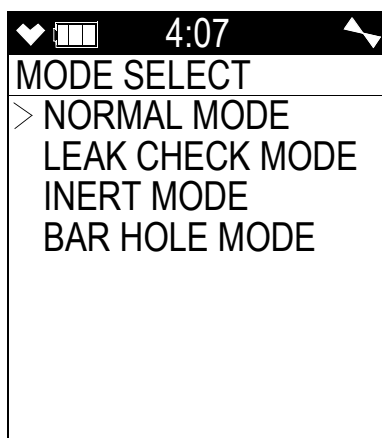 4:07
MODE SELECT
> NORMAL MODE
LEAK CHECK MODE
INERT MODE
BAR HOLE MODE